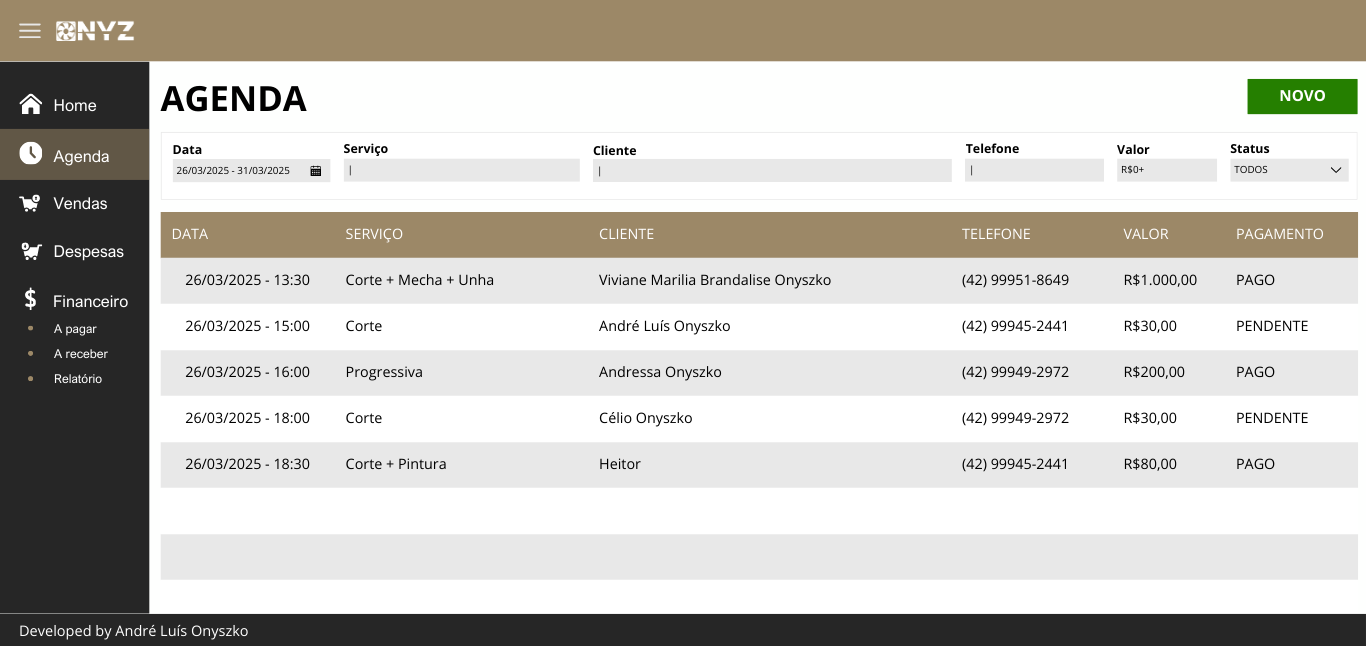 ONYZ
Home
Agenda
Vendas
Despesas
Financeiro
A pagar
A receber
Relatório
AGENDA
NOVO
Data Serviço Cliente Telefone Valor Status
26/03/2025 - 31/03/2025 | | | R$0+ TODOS
DATA SERVIÇO CLIENTE TELEFONE VALOR PAGAMENTO
26/03/2025 - 13:30 Corte + Mecha + Unha Viviane Marilia Brandalise Onyszko (42) 99951-8649 R$1.000,00 PAGO
26/03/2025 - 15:00 Corte André Luís Onyszko (42) 99945-2441 R$30,00 PENDENTE
26/03/2025 - 16:00 Progressiva Andressa Onyszko (42) 99949-2972 R$200,00 PAGO
26/03/2025 - 18:00 Corte Célio Onyszko (42) 99949-2972 R$30,00 PENDENTE
26/03/2025 - 18:30 Corte + Pintura Heitor (42) 99945-2441 R$80,00 PAGO
Developed by André Luís Onyszko